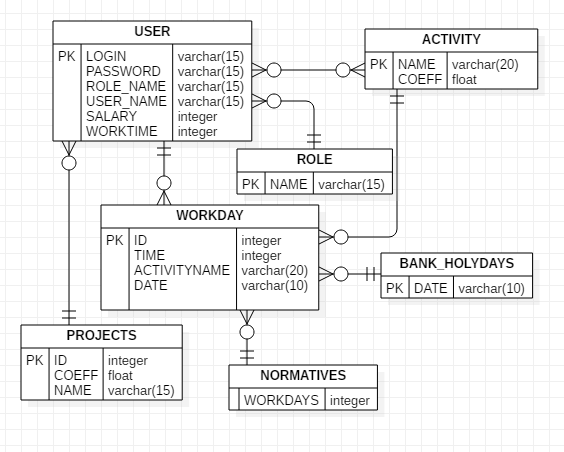 USER
PK LOGIN varchar(15)
PASSWORD varchar(15)
ROLE_NAME varchar(15)
USER_NAME varchar(15)
SALARY integer
WORKTIME integer
ACTIVITY
PK NAME varchar(20)
COEFF float
ROLE
PK NAME varchar(15)
WORKDAY
PK ID integer
TIME integer
ACTIVITYNAME varchar(20)
DATE varchar(10)
BANK_HOLYDAYS
PK DATE varchar(10)
PROJECTS
PK ID integer
COEFF float
NAME varchar(15)
NORMATIVES
WORKDAYS integer